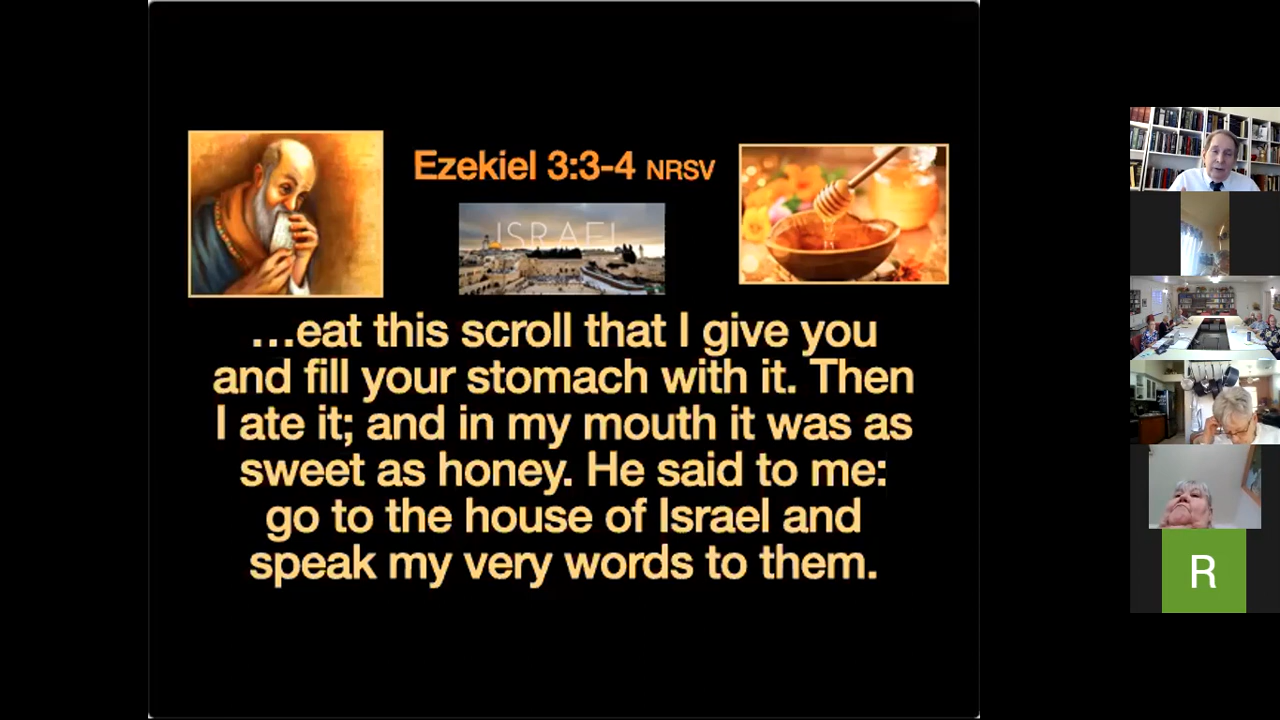 Ezekiel 3:3-4 NRSV
ISRAEL
...eat this scroll that I give you
and fill your stomach with it. Then
I ate it; and in my mouth it was as
sweet as honey. He said to me:
go to the house of Israel and
speak my very words to them.
R